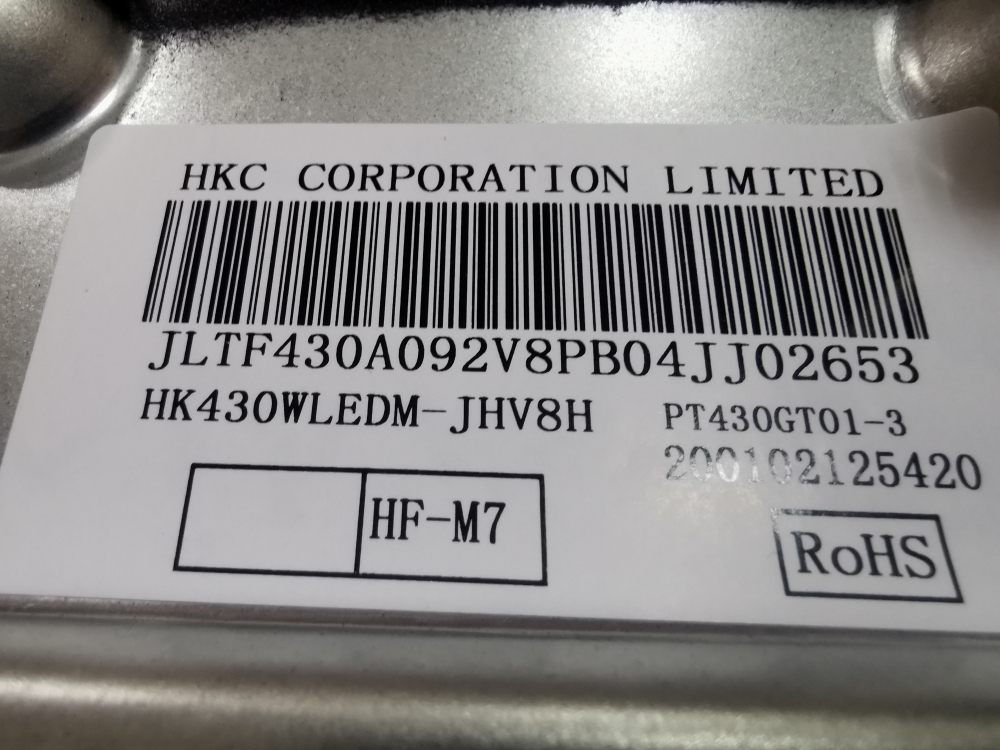 HKC CORPORATION LIMITED
JLTF430A092V8PB04JJ02653
HK430WLEDM-JHV8H
PT430GT01-3
200102125420
HF-M7
RoHS